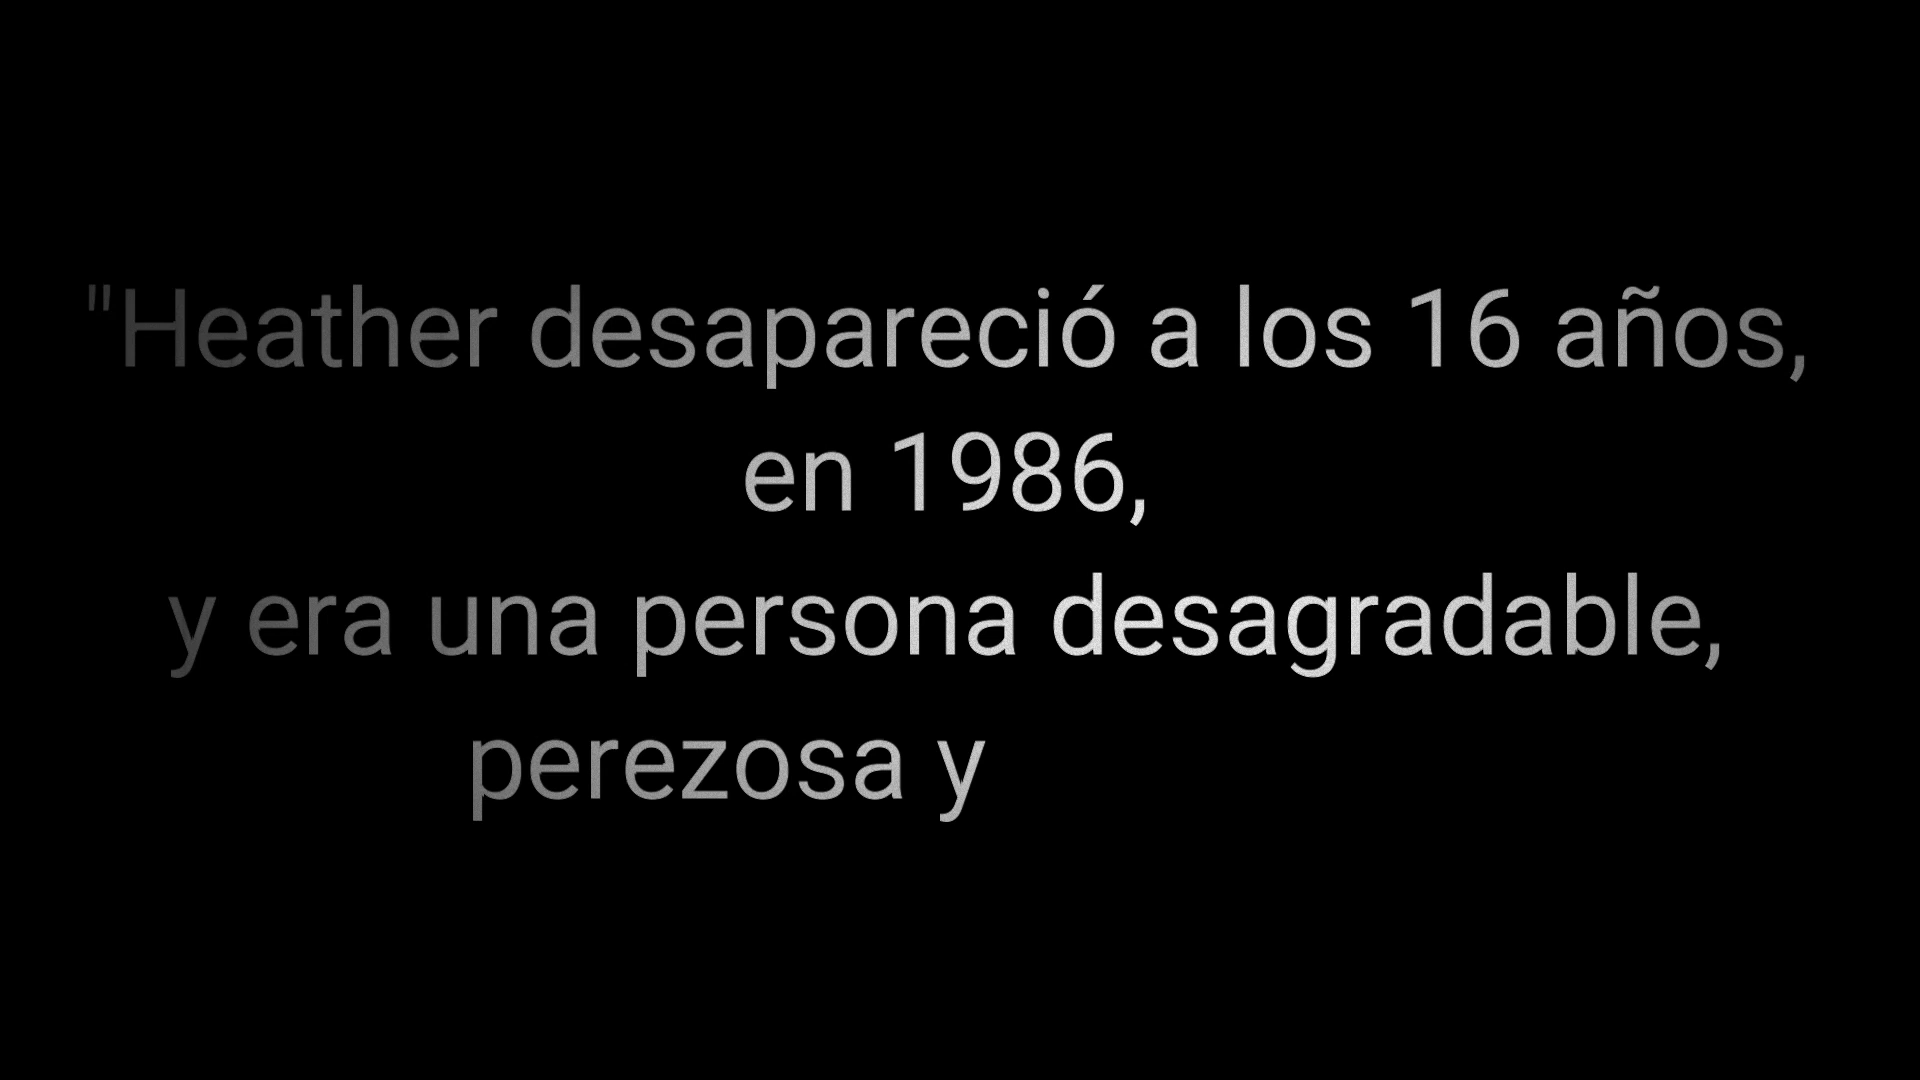 "Heather desapareció a los 16 años,
en 1986,
y era una persona desagradable,
perezosa y